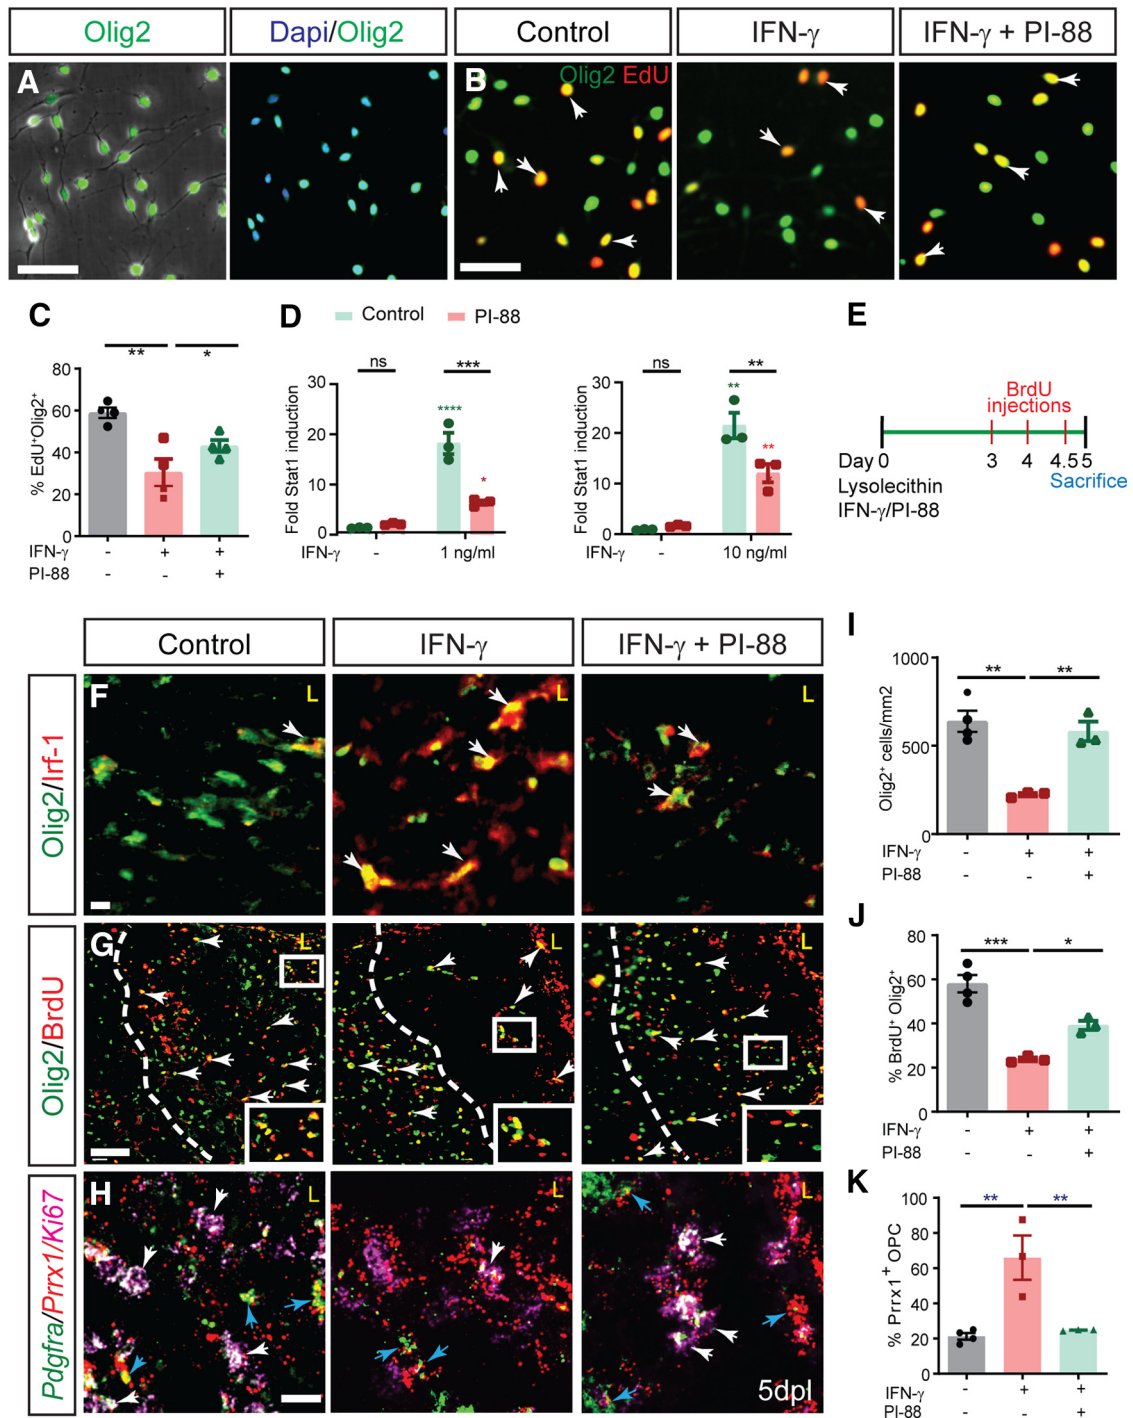 Olig2
Dapi/Olig2
Control
IFN-γ
IFN-γ + PI-88
A
B
Olig2 EdU
C
** *
80
60
40
20
0
% EdU⁺Olig2⁺
IFN-γ - + +
PI-88 - - +
D
Control PI-88
ns ***
****
*
30
20
10
0
Fold Stat1 induction
IFN-γ - 1 ng/ml
ns **
**
**
30
20
10
0
Fold Stat1 induction
IFN-γ - 10 ng/ml
E
BrdU
injections
Day 0 3 4 4.5 5
Lysolecithin Sacrifice
IFN-γ/PI-88
Control
IFN-γ
IFN-γ + PI-88
Olig2/Irf-1
F
L
L
L
Olig2/BrdU
G
L
L
L
Pdgfra/Prrx1/Ki67
H
L
L
L
5dpl
I
1000
500
0
** **
Olig2⁺ cells/mm2
IFN-γ - + +
PI-88 - - +
J
80
60
40
20
0
*** *
% BrdU⁺ Olig2⁺
IFN-γ - + +
PI-88 - - +
K
100
80
60
40
20
0
** **
% Prrx1⁺ OPC
IFN-γ - + +
PI-88 - - +